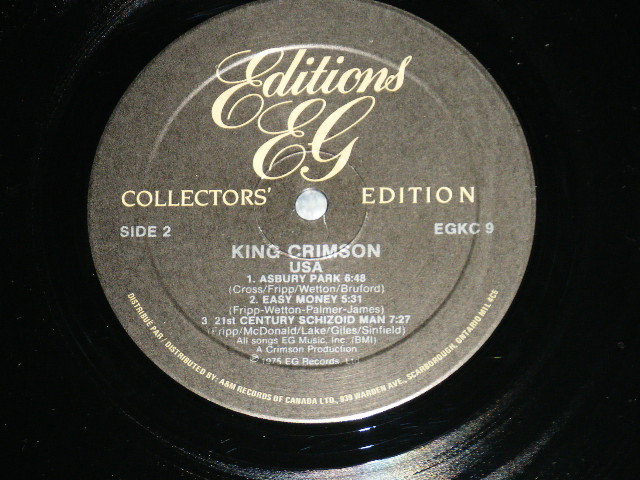 Editions
EG
COLLECTORS' EDITION
SIDE 2 EGKC 9
KING CRIMSON
USA
1. ASBURY PARK 6:48
(Cross/Fripp/Wetton/Bruford)
2. EASY MONEY 5:31
(Fripp-Wetton-Palmer-James)
3. 21st CENTURY SCHIZOID MAN 7:27
(Fripp/McDonald/Lake/Giles/Sinfield)
All songs EG Music, Inc. (BMI)
A Crimson Production
℗ 1975 EG Records, Ltd.
DISTRIBUÉ PAR/DISTRIBUTED BY: A&M RECORDS OF CANADA LTD., 939 WARDEN AVE., SCARBOROUGH, ONTARIO M1L 4C5